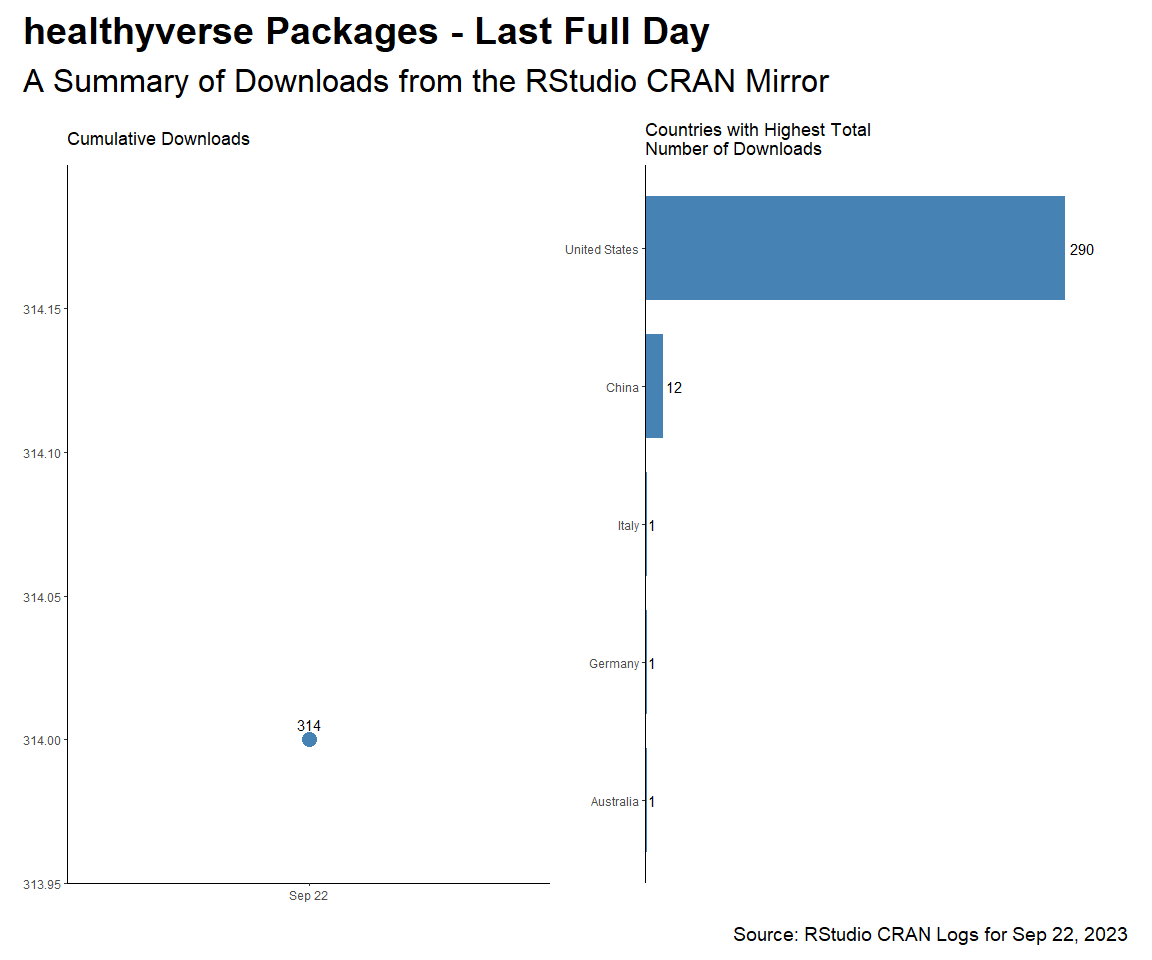 healthyverse Packages - Last Full Day
A Summary of Downloads from the RStudio CRAN Mirror
Cumulative Downloads
314.15
314.10
314.05
314.00
313.95
314
Sep 22
Countries with Highest Total
Number of Downloads
United States 290
China 12
Italy 1
Germany 1
Australia 1
Source: RStudio CRAN Logs for Sep 22, 2023